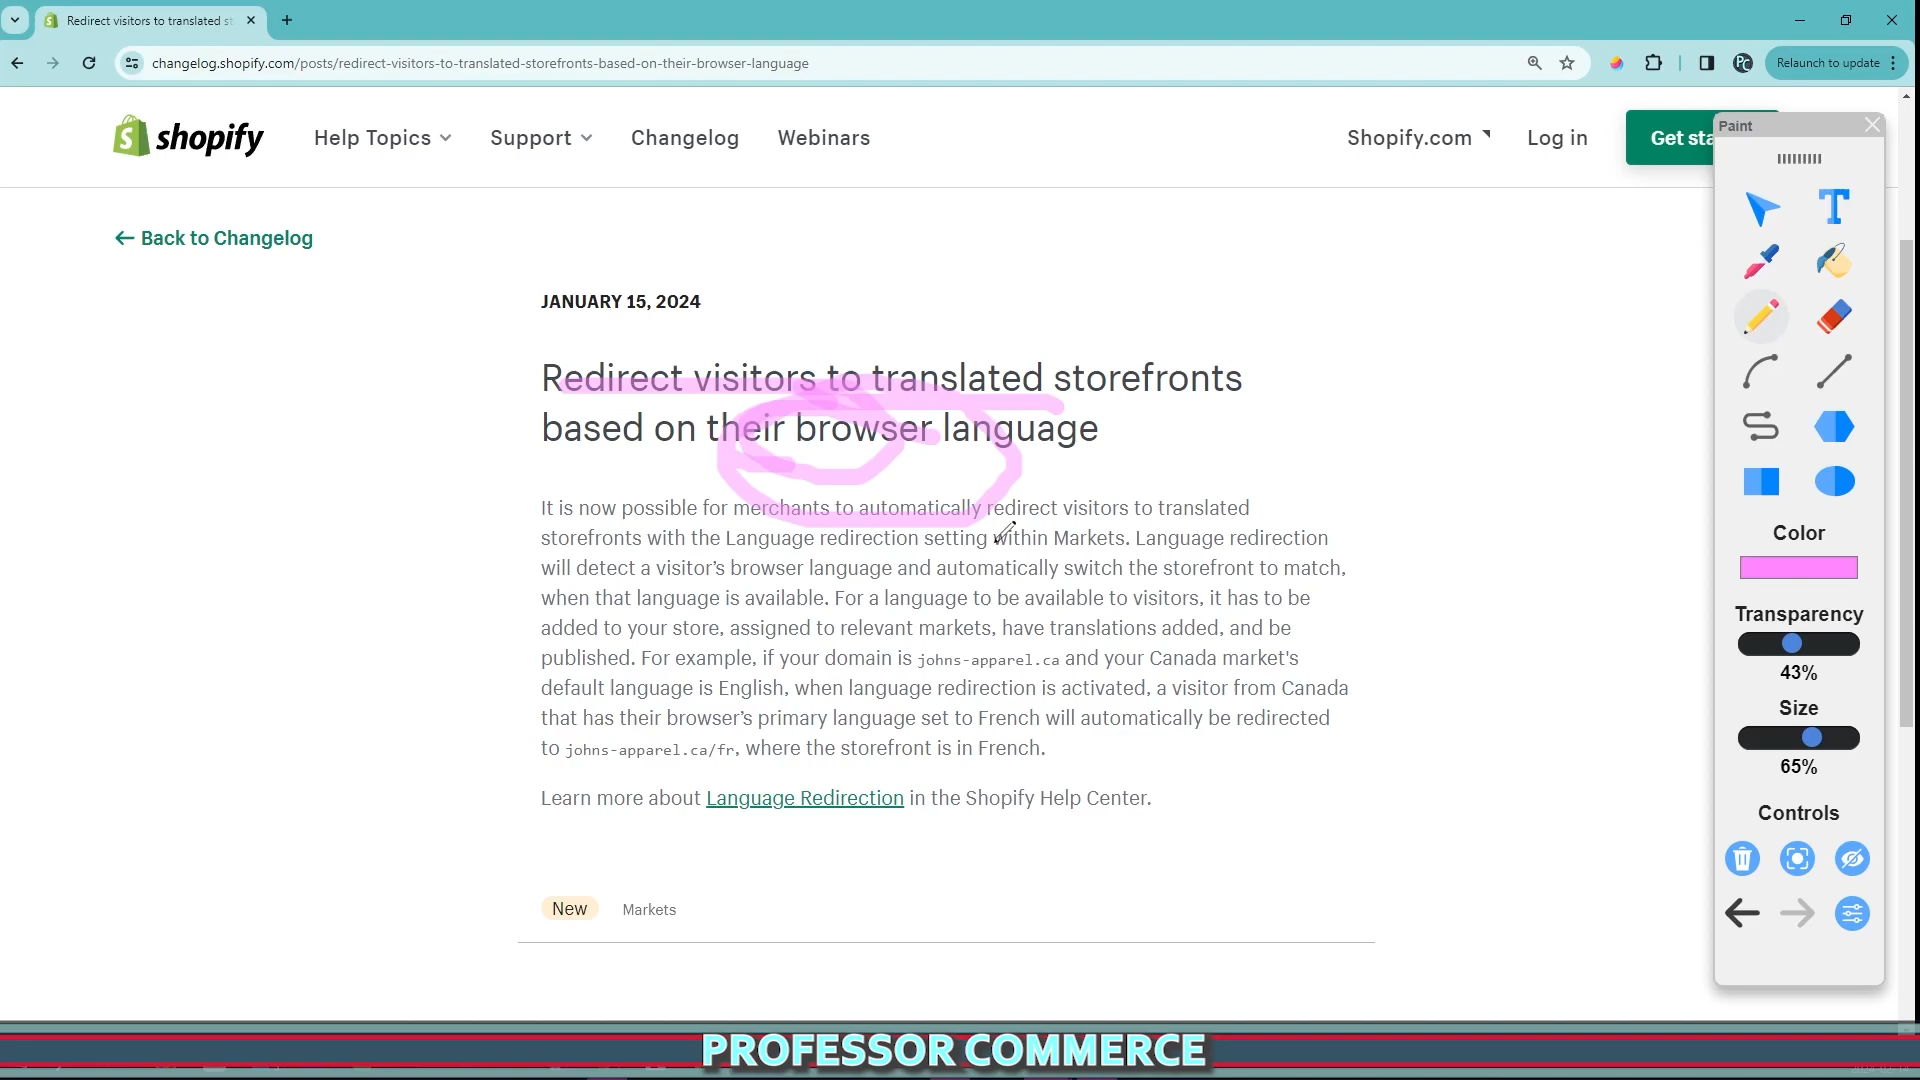 Redirect visitors to translated st
changelog.shopify.com/posts/redirect-visitors-to-translated-storefronts-based-on-their-browser-language
PC
Relaunch to update
shopify
Help Topics
Support
Changelog
Webinars
Shopify.com
Log in
Get sta
Paint
Back to Changelog
JANUARY 15, 2024
Redirect visitors to translated storefronts
based on their browser language
It is now possible for merchants to automatically redirect visitors to translated
storefronts with the Language redirection setting within Markets. Language redirection
will detect a visitor’s browser language and automatically switch the storefront to match,
when that language is available. For a language to be available to visitors, it has to be
added to your store, assigned to relevant markets, have translations added, and be
published. For example, if your domain is johns-apparel.ca and your Canada market's
default language is English, when language redirection is activated, a visitor from Canada
that has their browser’s primary language set to French will automatically be redirected
to johns-apparel.ca/fr, where the storefront is in French.
Learn more about Language Redirection in the Shopify Help Center.
New
Markets
Color
Transparency
43%
Size
65%
Controls
PROFESSOR COMMERCE